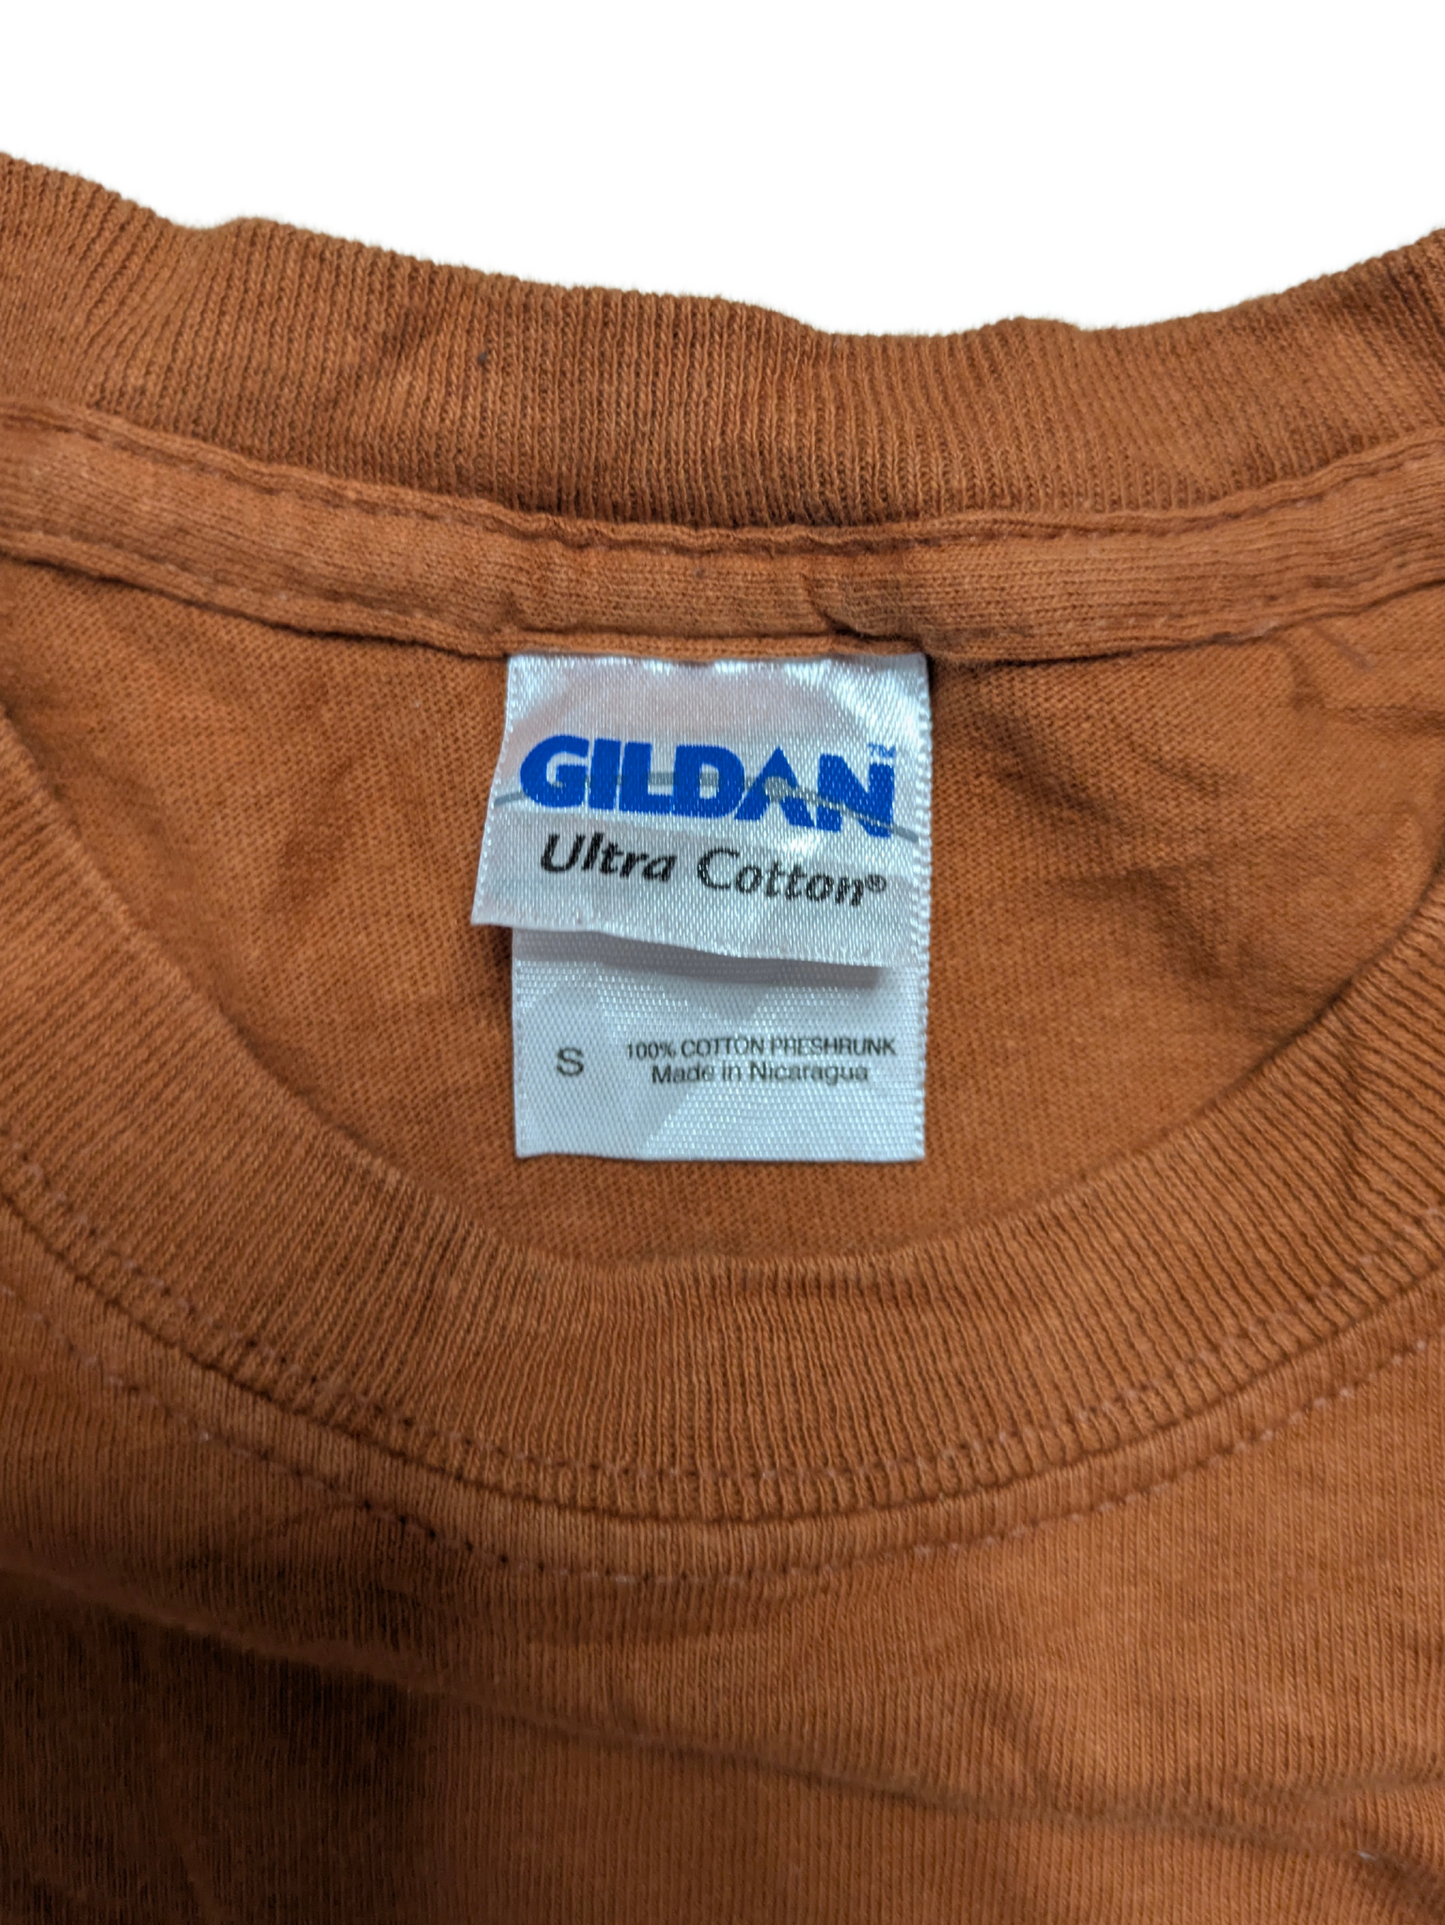 GILDAN™
Ultra Cotton®
S
100% COTTON PRESHRUNK
Made in Nicaragua